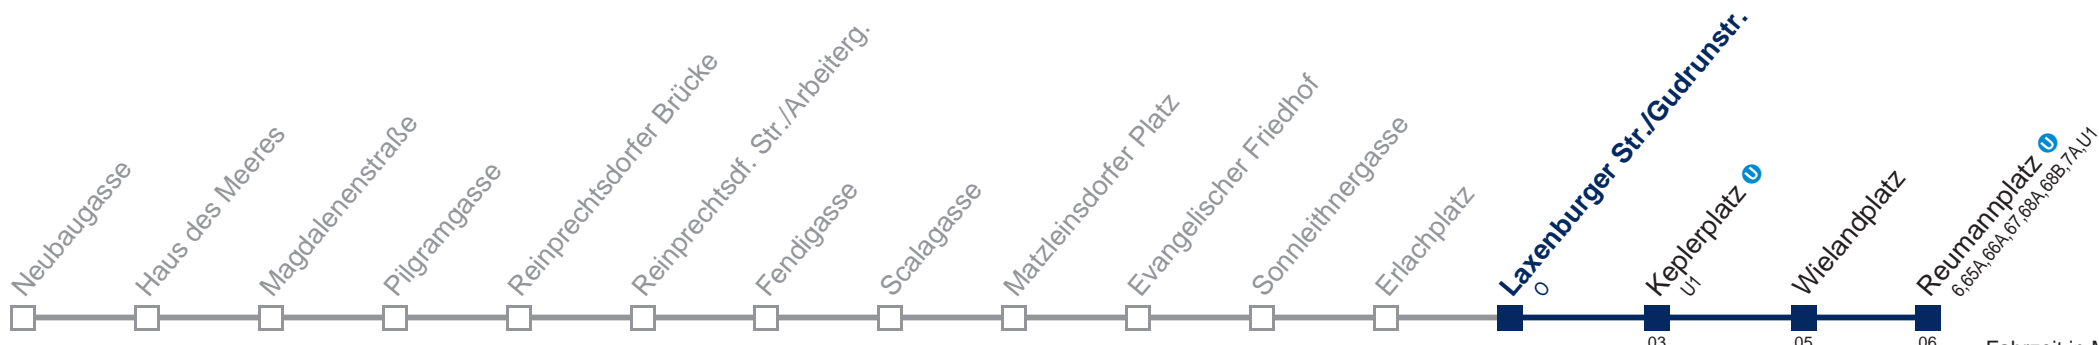 Neubaugasse
Haus des Meeres
Magdalenenstraße
Pilgramgasse
Reinprechtsdorfer Brücke
Reinprechtsdf. Str./Arbeiterg.
Fendigasse
Scalagasse
Matzleinsdorfer Platz
Evangelischer Friedhof
Sonnleithnergasse
Erlachplatz
Laxenburger Str./Gudrunstr.
O
Keplerplatz U
U1
Wielandplatz
Reumannplatz U
6,65A,66A,67,68A,68B,7A,U1
03
05
06